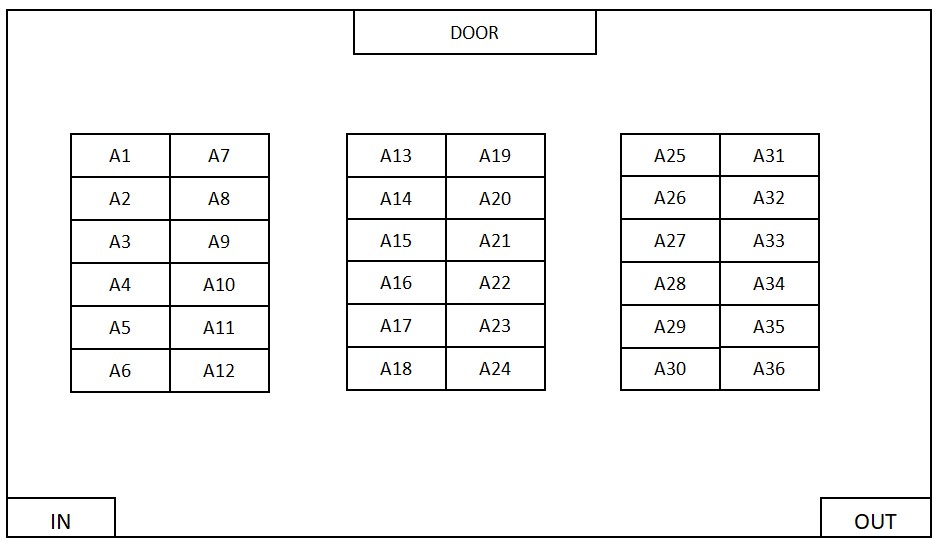 DOOR
A1 A7 A13 A19 A25 A31
A2 A8 A14 A20 A26 A32
A3 A9 A15 A21 A27 A33
A4 A10 A16 A22 A28 A34
A5 A11 A17 A23 A29 A35
A6 A12 A18 A24 A30 A36
IN OUT